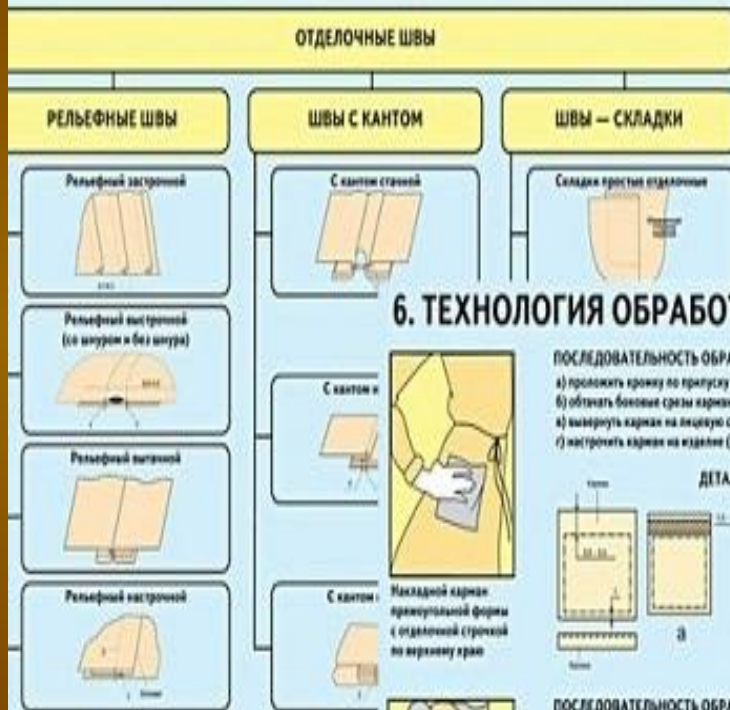 ОТДЕЛОЧНЫЕ ШВЫ
РЕЛЬЕФНЫЕ ШВЫ
ШВЫ С КАНТОМ
ШВЫ — СКЛАДКИ
Рельефный застрочной
Рельефный выстрочной
(со шнуром и без шнура)
Рельефный вытачной
Рельефный настрочной
С кантом стачной
С кантом н
С кантом
Складки простые отделочные
6. ТЕХНОЛОГИЯ ОБРАБОТ
Накладной карман
прямоугольной формы
с отделочной строчкой
по верхнему краю
ПОСЛЕДОВАТЕЛЬНОСТЬ ОБРА
а) проложить кромку по припуску
б) обтачать боковые срезы карман
в) вывернуть карман на лицевую с
г) настрочить карман на изделие (
ДЕТА
а
ПОСЛЕДОВАТЕЛЬНОСТЬ ОБРА